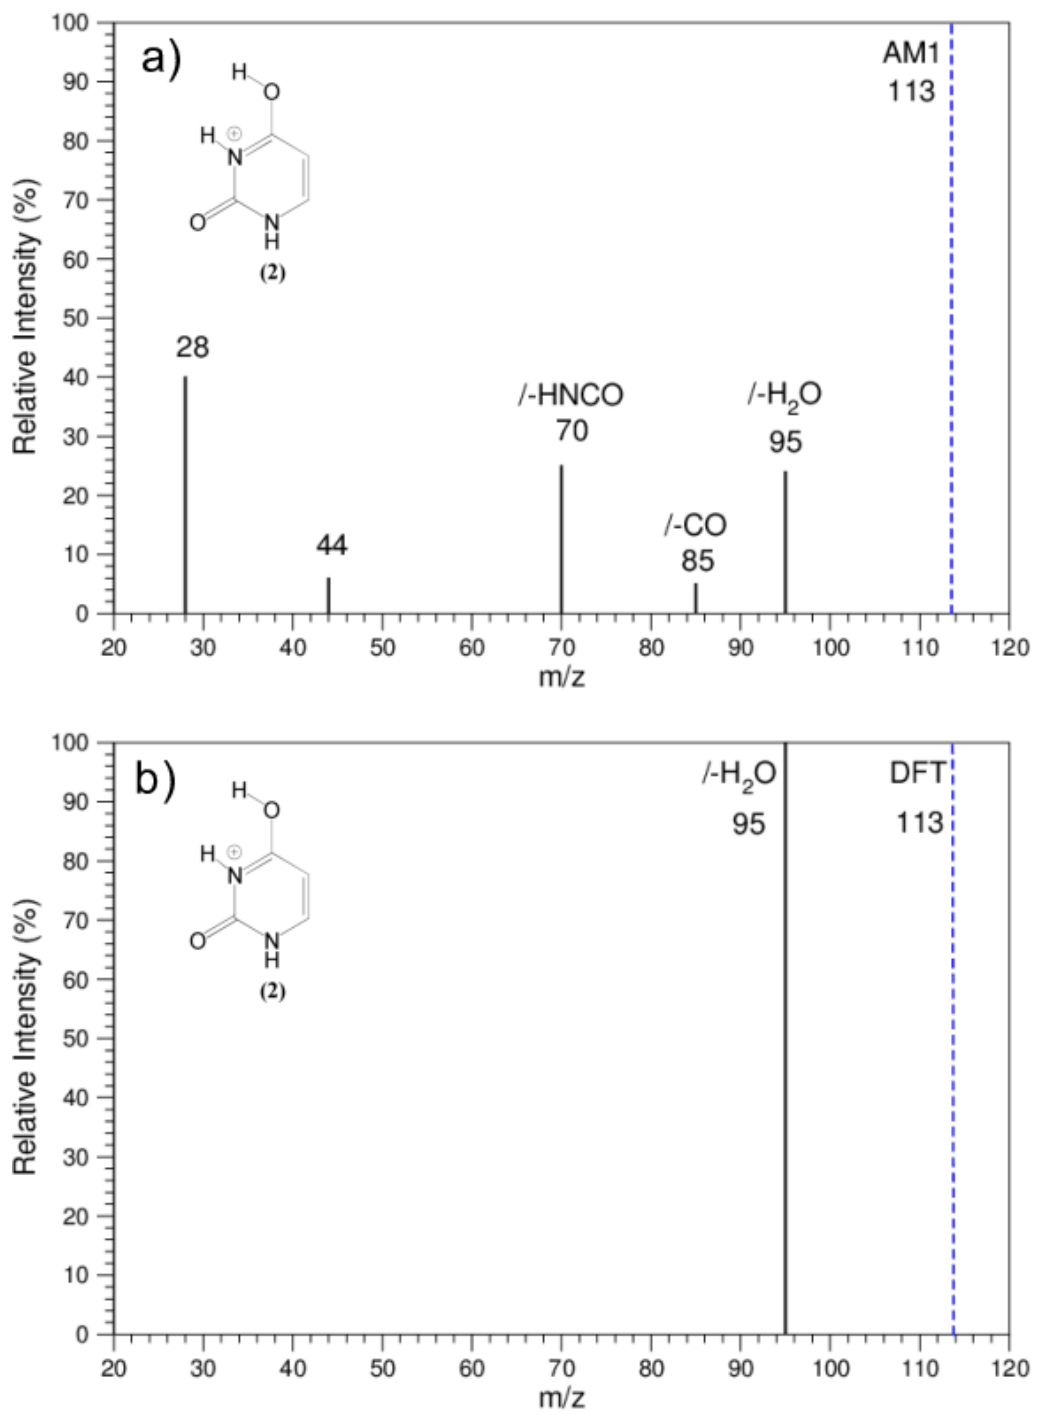 a)
AM1
113
H
O
H ⊕
N
O
N
H
(2)
28
44
/-HNCO
70
/-CO
85
/-H₂O
95
Relative Intensity (%)
100
90
80
70
60
50
40
30
20
10
0
20 30 40 50 60 70 80 90 100 110 120
m/z
b)
/-H₂O
95
DFT
113
H
O
H ⊕
N
O
N
H
(2)
Relative Intensity (%)
100
90
80
70
60
50
40
30
20
10
0
20 30 40 50 60 70 80 90 100 110 120
m/z